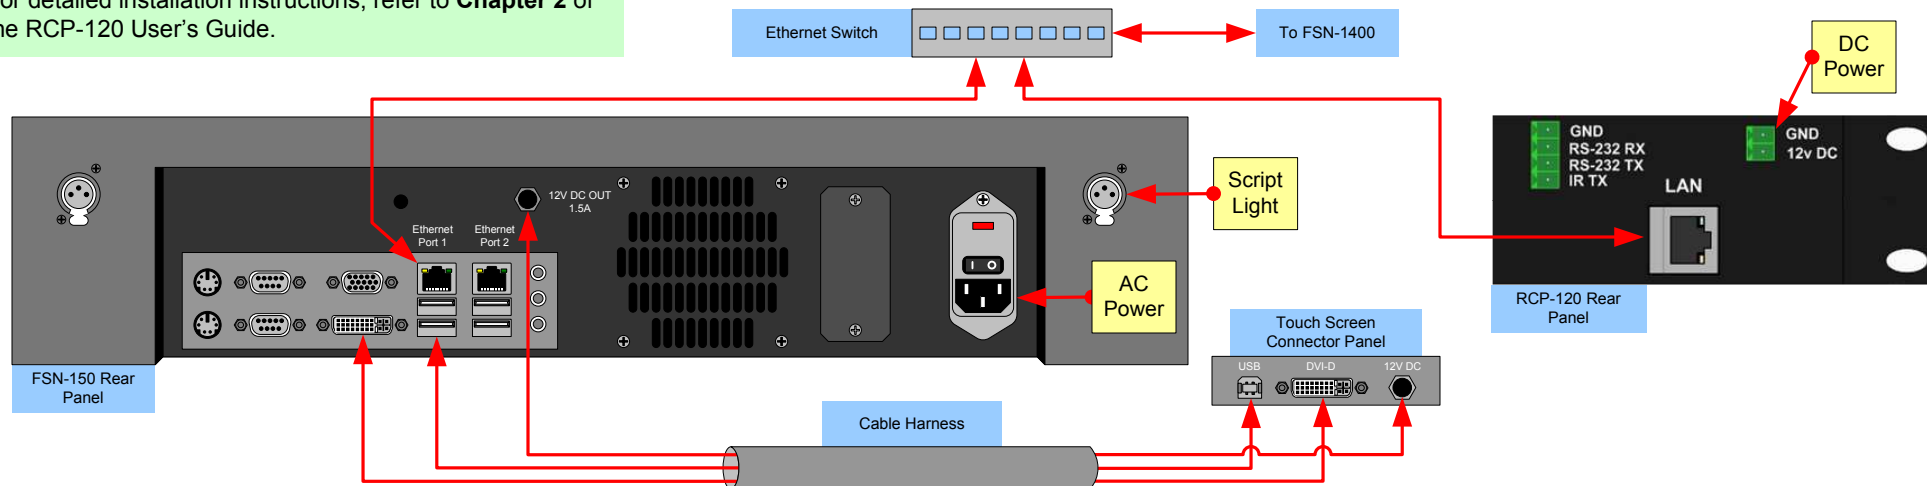 or detailed installation instructions, refer to Chapter 2 of
he RCP-120 User's Guide.
Ethernet Switch
To FSN-1400
DC
Power
GND
RS-232 RX
RS-232 TX
IR TX
GND
12v DC
LAN
RCP-120 Rear
Panel
12V DC OUT
1.5A
Ethernet
Port 1
Ethernet
Port 2
Script
Light
AC
Power
I O
FSN-150 Rear
Panel
Touch Screen
Connector Panel
USB
DVI-D
12V DC
Cable Harness